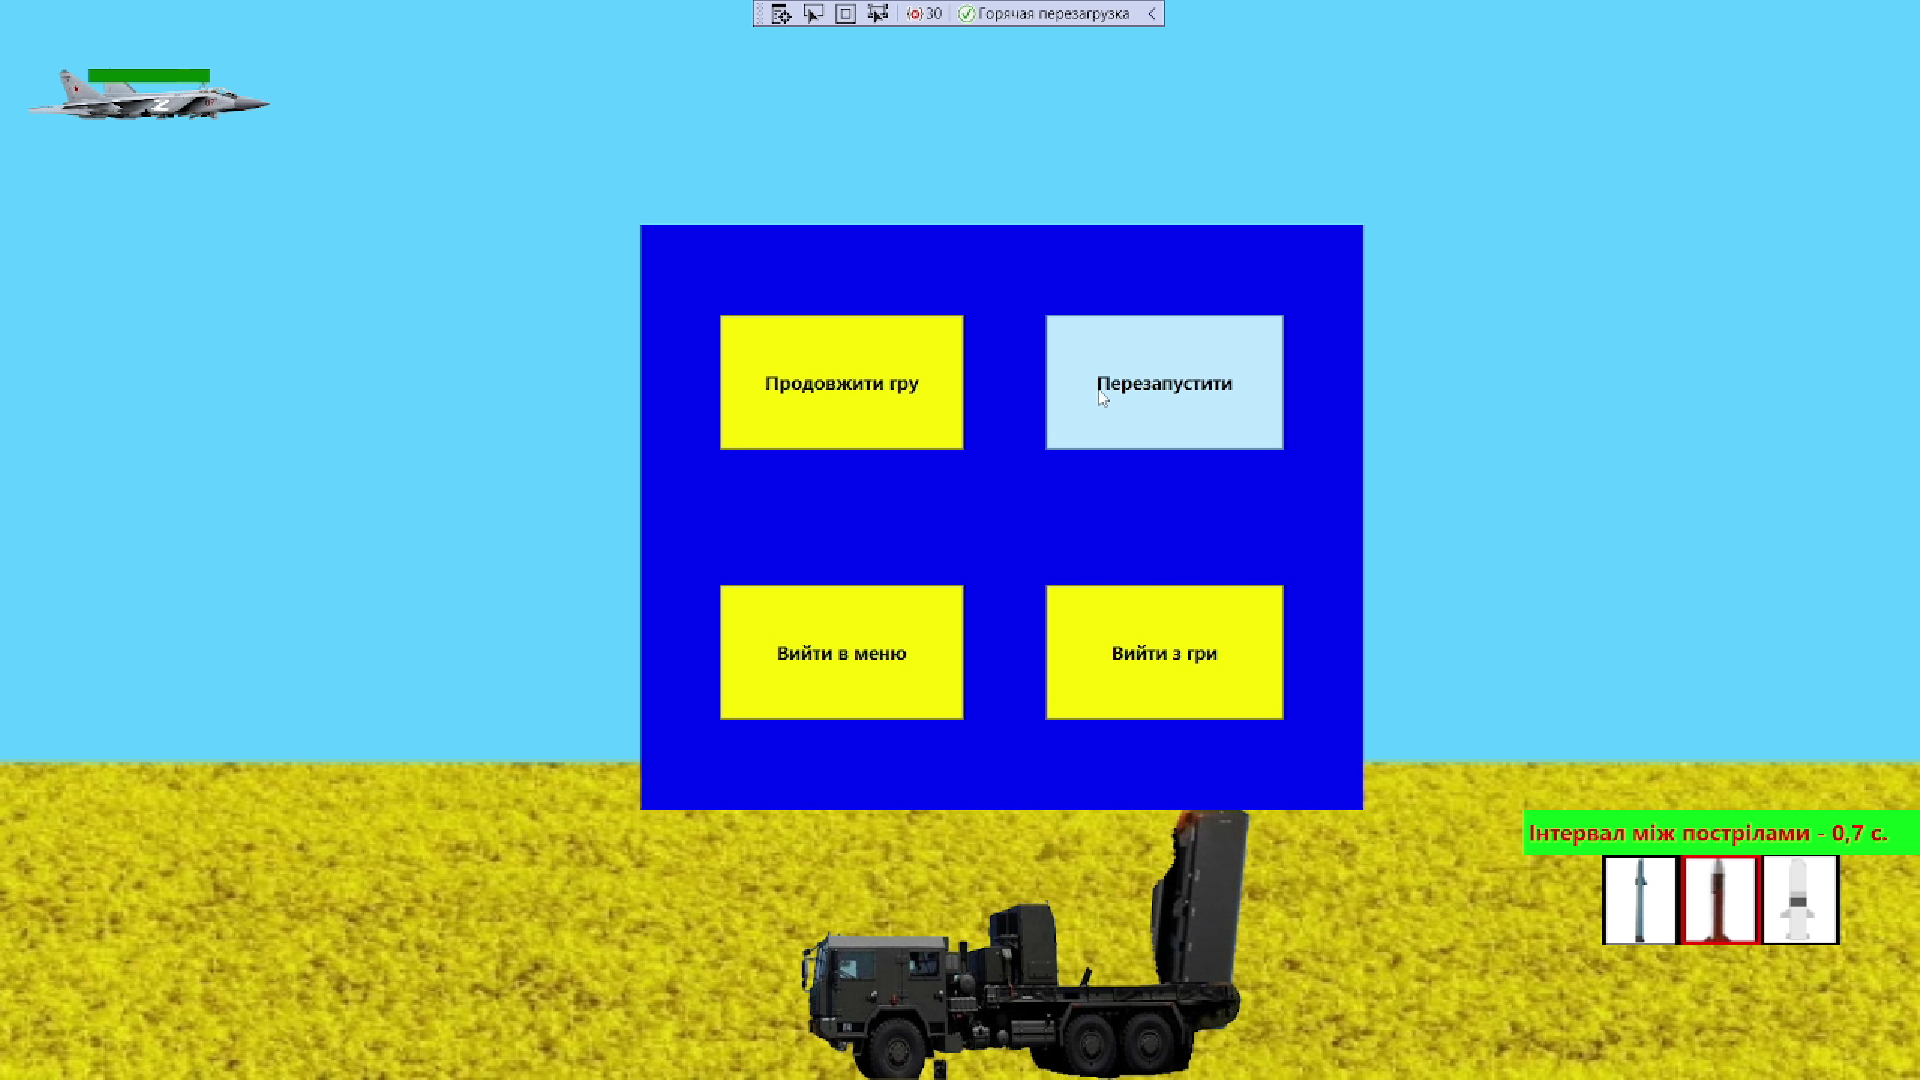 30 Горячая перезагрузка
Z
Продовжити гру
Перезапустити
Вийти в меню
Вийти з гри
Інтервал між пострілами - 0,7 с.